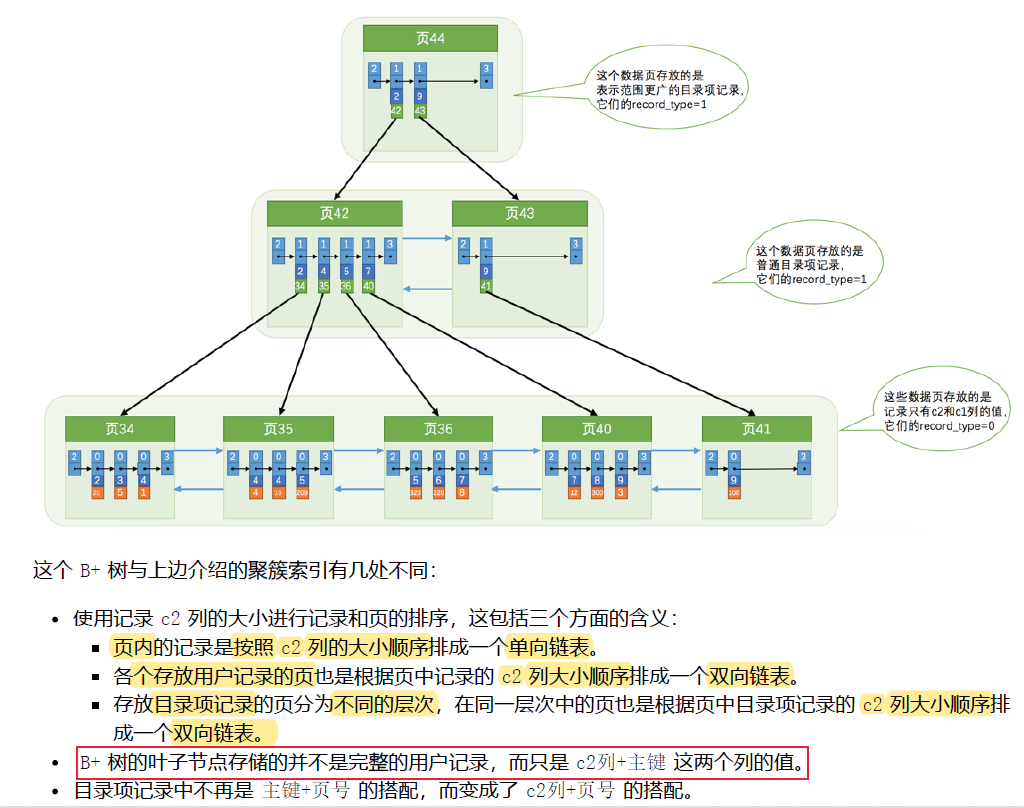 页44
2 1 1 3
2 9
42 43
这个数据页存放的是
表示范围更广的目录项记录,
它们的record_type=1
页42 页43
2 1 1 1 1 3 2 1 3
2 4 5 7 9
34 35 36 40 41
这个数据页存放的是
普通目录项记录,
它们的record_type=1
这些数据页存放的是
记录只有c2和c1列的值,
它们的record_type=0
页34 页35 页36 页40 页41
2 0 0 0 3 2 0 0 0 3 2 0 0 0 3 2 0 0 0 3 2 0 3
2 3 4 4 4 5 5 6 7 7 8 9 9
20 5 1 4 10 209 320 220 8 12 300 3 100
这个 B+ 树与上边介绍的聚簇索引有几处不同：
• 使用记录 c2 列的大小进行记录和页的排序，这包括三个方面的含义：
▪ 页内的记录是按照 c2 列的大小顺序排成一个单向链表。
▪ 各个存放用户记录的页也是根据页中记录的 c2 列大小顺序排成一个双向链表。
▪ 存放目录项记录的页分为不同的层次，在同一层次中的页也是根据页中目录项记录的 c2 列大小顺序排
成一个双向链表。
• B+ 树的叶子节点存储的并不是完整的用户记录，而只是 c2列+主键 这两个列的值。
• 目录项记录中不再是 主键+页号 的搭配，而变成了 c2列+页号 的搭配。